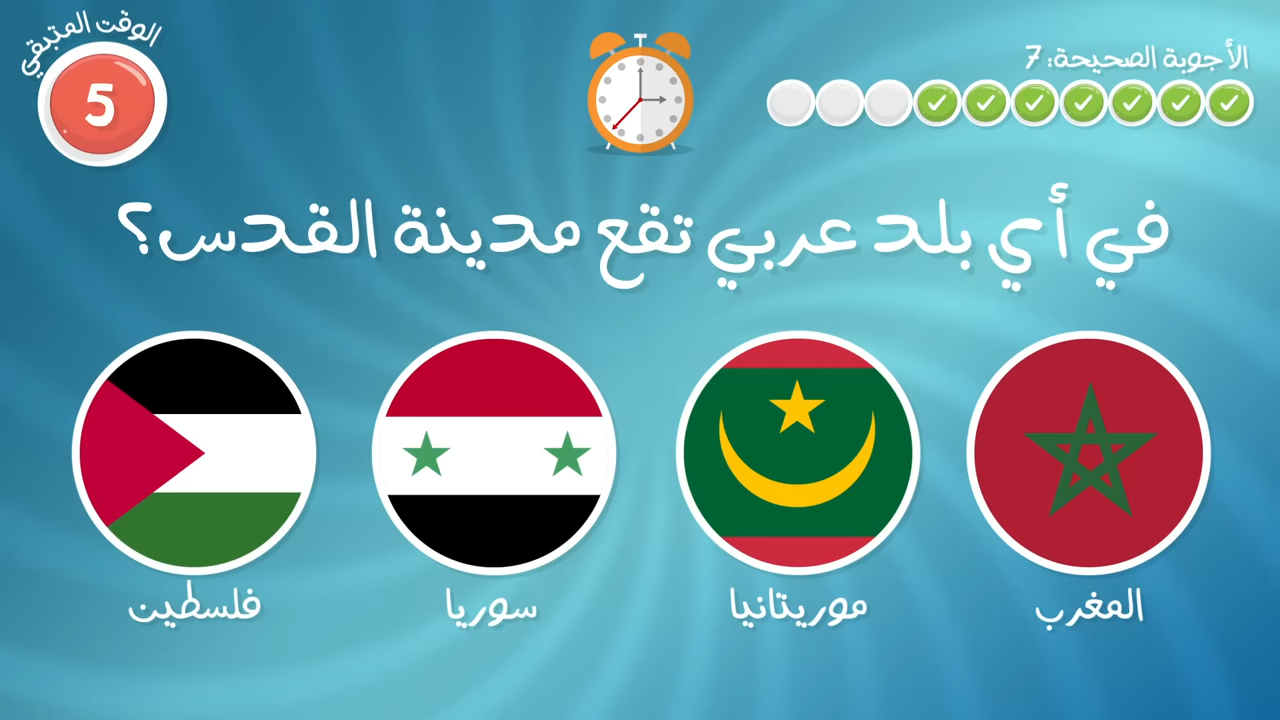 الأجوبة الصحيحة: 7
الوقت المتبقي
5
في أي بلد عربي تقع مدينة القدس؟
المغرب
موريتانيا
سوريا
فلسطين